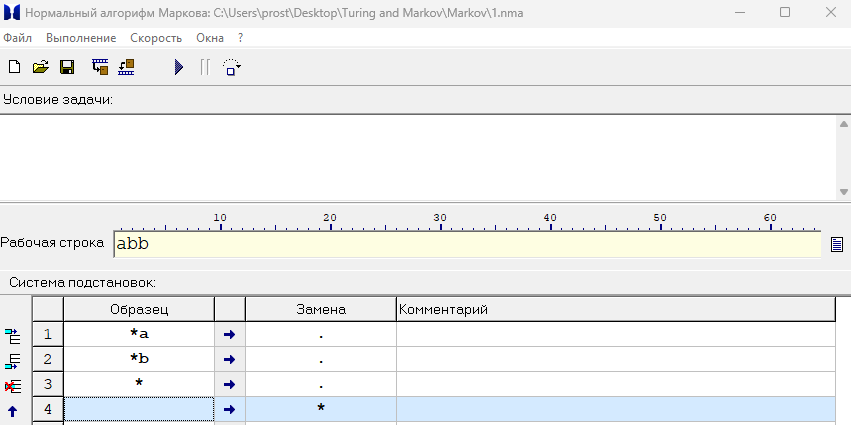 Нормальный алгорифм Маркова: C:\Users\prost\Desktop\Turing and Markov\Markov\1.nma
Файл Выполнение Скорость Окна ?
Условие задачи:
10 20 30 40 50 60
Рабочая строка abb
Система подстановок:
Образец Замена Комментарий
1 *a → .
2 *b → .
3 * → .
4 → *